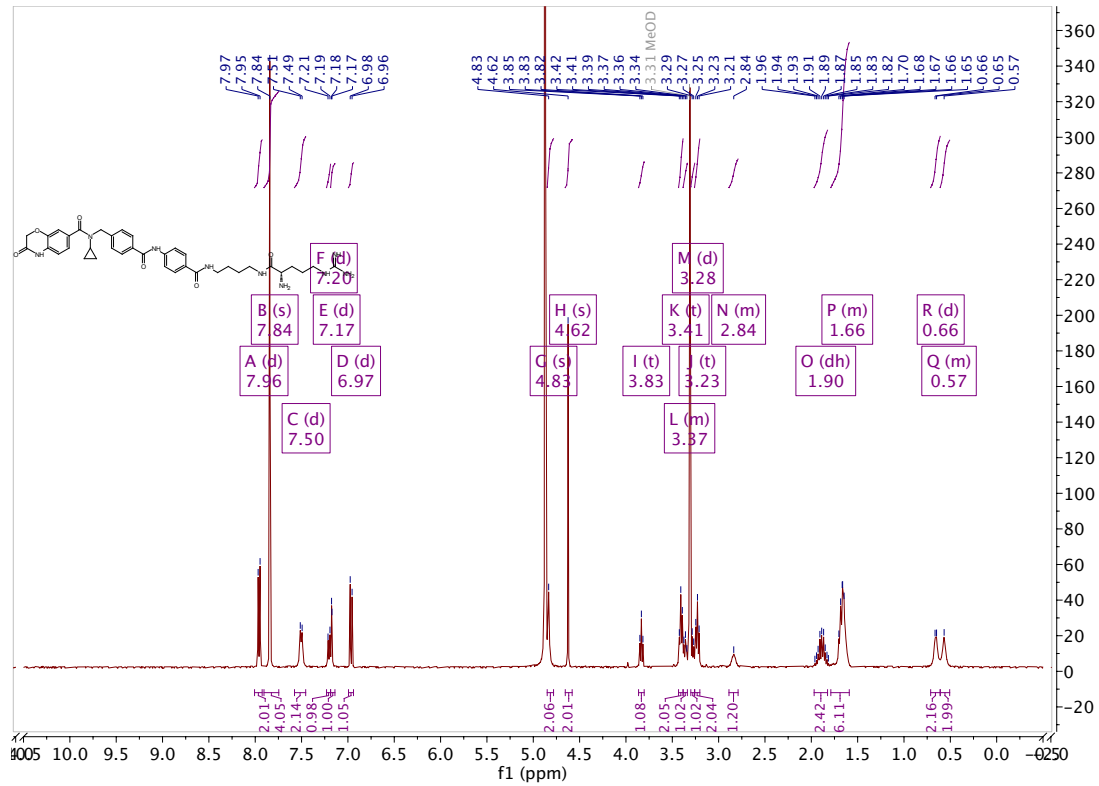 7.97 7.95 7.84 7.51 7.49 7.21 7.19 7.18 7.17 6.98 6.96 4.83 4.62 3.85 3.83 3.82 3.42 3.41 3.39 3.37 3.36 3.34 3.31 MeOD 3.29 3.27 3.25 3.23 3.21 2.84 1.96 1.94 1.93 1.91 1.89 1.87 1.85 1.83 1.82 1.70 1.68 1.67 1.66 1.65 0.66 0.65 0.57
F (d) M (d)
7.20 3.28
B (s) E (d) H (s) K (t) N (m) P (m) R (d)
7.84 7.17 4.62 3.41 2.84 1.66 0.66
A (d) D (d) G (s) I (t) J (t) O (dh) Q (m)
7.96 6.97 4.83 3.83 3.23 1.90 0.57
C (d) L (m)
7.50 3.37
O O N O NH O NH O NH NH O NH2 NH
360
340
320
300
280
260
240
220
200
180
160
140
120
100
80
60
40
20
0
-20
2.01 4.05 2.14 0.98 1.00 1.05 2.06 2.01 1.08 2.05 1.02 1.02 2.04 1.20 2.42 6.11 2.16 1.99
10.0 9.5 9.0 8.5 8.0 7.5 7.0 6.5 6.0 5.5 5.0 4.5 4.0 3.5 3.0 2.5 2.0 1.5 1.0 0.5 0.0
f1 (ppm)